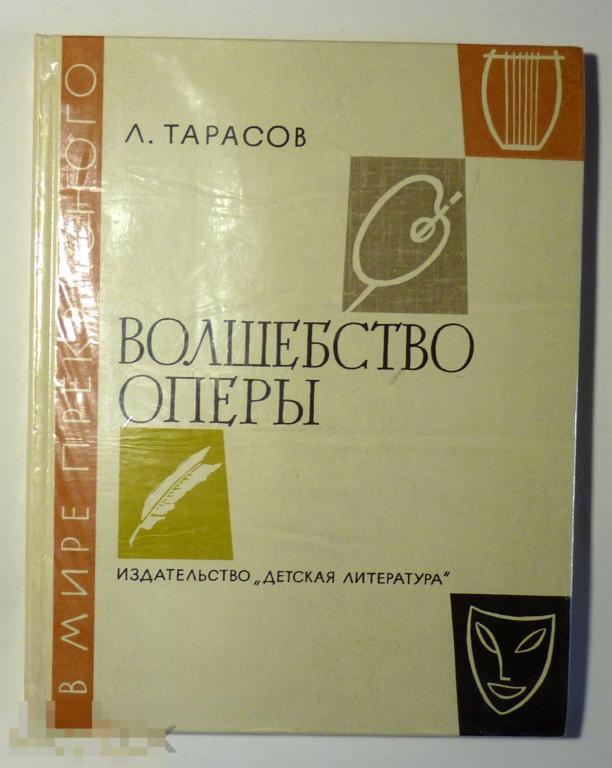 Л. ТАРАСОВ
ВОЛШЕБСТВО
ОПЕРЫ
ИЗДАТЕЛЬСТВО „ДЕТСКАЯ ЛИТЕРАТУРА"
В МИРЕ ПРЕКРАСНОГО